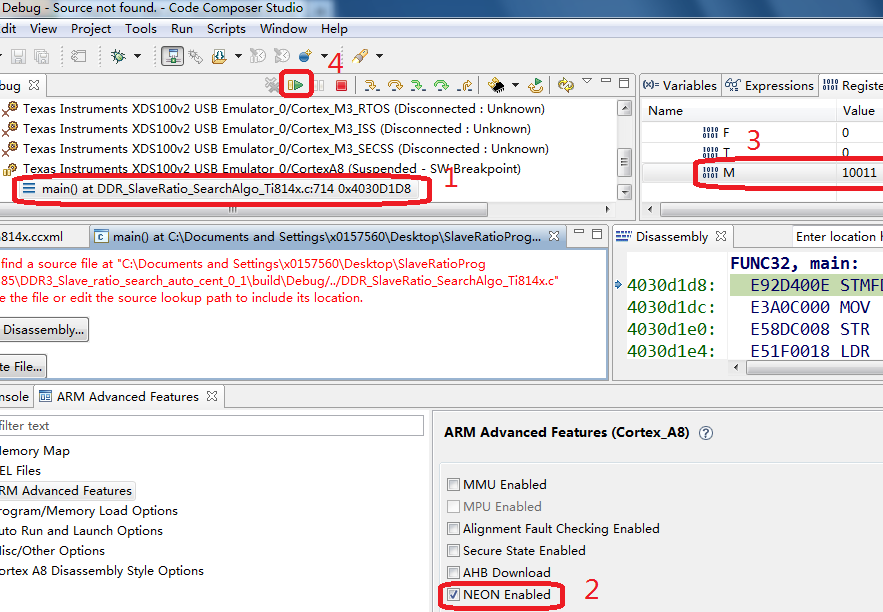 Debug - Source not found. - Code Composer Studio
dit View Project Tools Run Scripts Window Help
4
bug
Texas Instruments XDS100v2 USB Emulator_0/Cortex_M3_RTOS (Disconnected : Unknown)
Texas Instruments XDS100v2 USB Emulator_0/Cortex_M3_ISS (Disconnected : Unknown)
Texas Instruments XDS100v2 USB Emulator_0/Cortex_M3_SECSS (Disconnected : Unknown)
Texas Instruments XDS100v2 USB Emulator_0/CortexA8 (Suspended - SW Breakpoint)
main() at DDR_SlaveRatio_SearchAlgo_Ti814x.c:714 0x4030D1D8
1
(x)= Variables Expressions Registe
Name Value
F 0
T 0
3
M 10011
814x.ccxml main() at C:\Documents and Settings\x0157560\Desktop\SlaveRatioProg...
find a source file at "C:\Documents and Settings\x0157560\Desktop\SlaveRatioProg
85\DDR3_Slave_ratio_search_auto_cent_0_1\build\Debug/../DDR_SlaveRatio_SearchAlgo_Ti814x.c"
e the file or edit the source lookup path to include its location.
Disassembly...
te File...
Disassembly Enter location h
FUNC32, main:
4030d1d8: E92D400E STMFD
4030d1dc: E3A0C000 MOV
4030d1e0: E58DC008 STR
4030d1e4: E51F0018 LDR
nsole ARM Advanced Features
filter text
emory Map
EL Files
RM Advanced Features
rogram/Memory Load Options
uto Run and Launch Options
isc/Other Options
ortex A8 Disassembly Style Options
ARM Advanced Features (Cortex_A8)
MMU Enabled
MPU Enabled
Alignment Fault Checking Enabled
Secure State Enabled
AHB Download
NEON Enabled
2